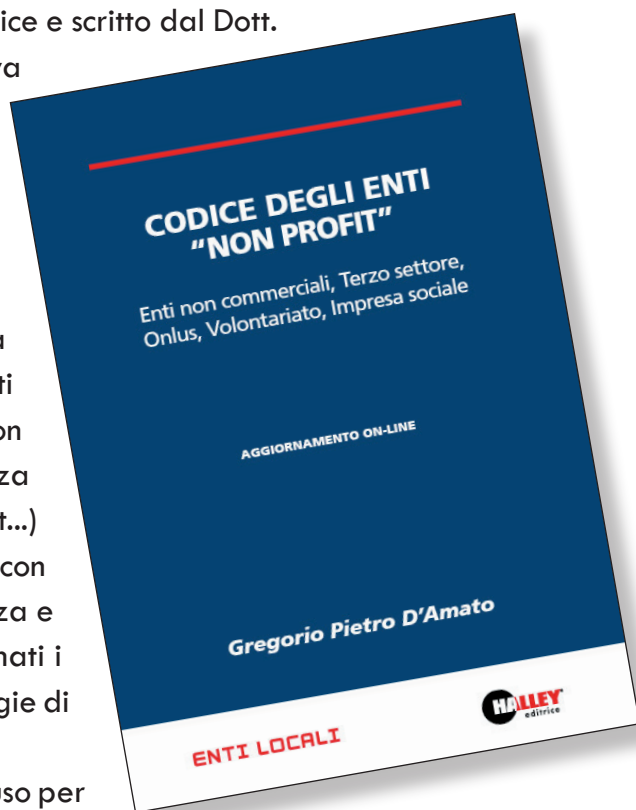 ice e scritto dal Dott.
CODICE DEGLI ENTI
“NON PROFIT”
Enti non commerciali, Terzo settore,
Onlus, Volontariato, Impresa sociale
AGGIORNAMENTO ON-LINE
Gregorio Pietro D'Amato
ENTI LOCALI
HALLEY
editrice
va
a
ti
on
za
t...)
con
za e
nati i
gie di
uso per